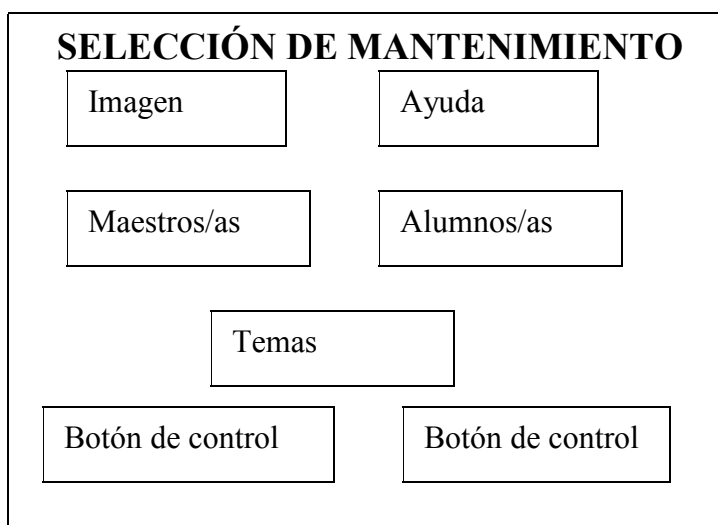 SELECCIÓN DE MANTENIMIENTO
Imagen
Ayuda
Maestros/as
Alumnos/as
Temas
Botón de control
Botón de control